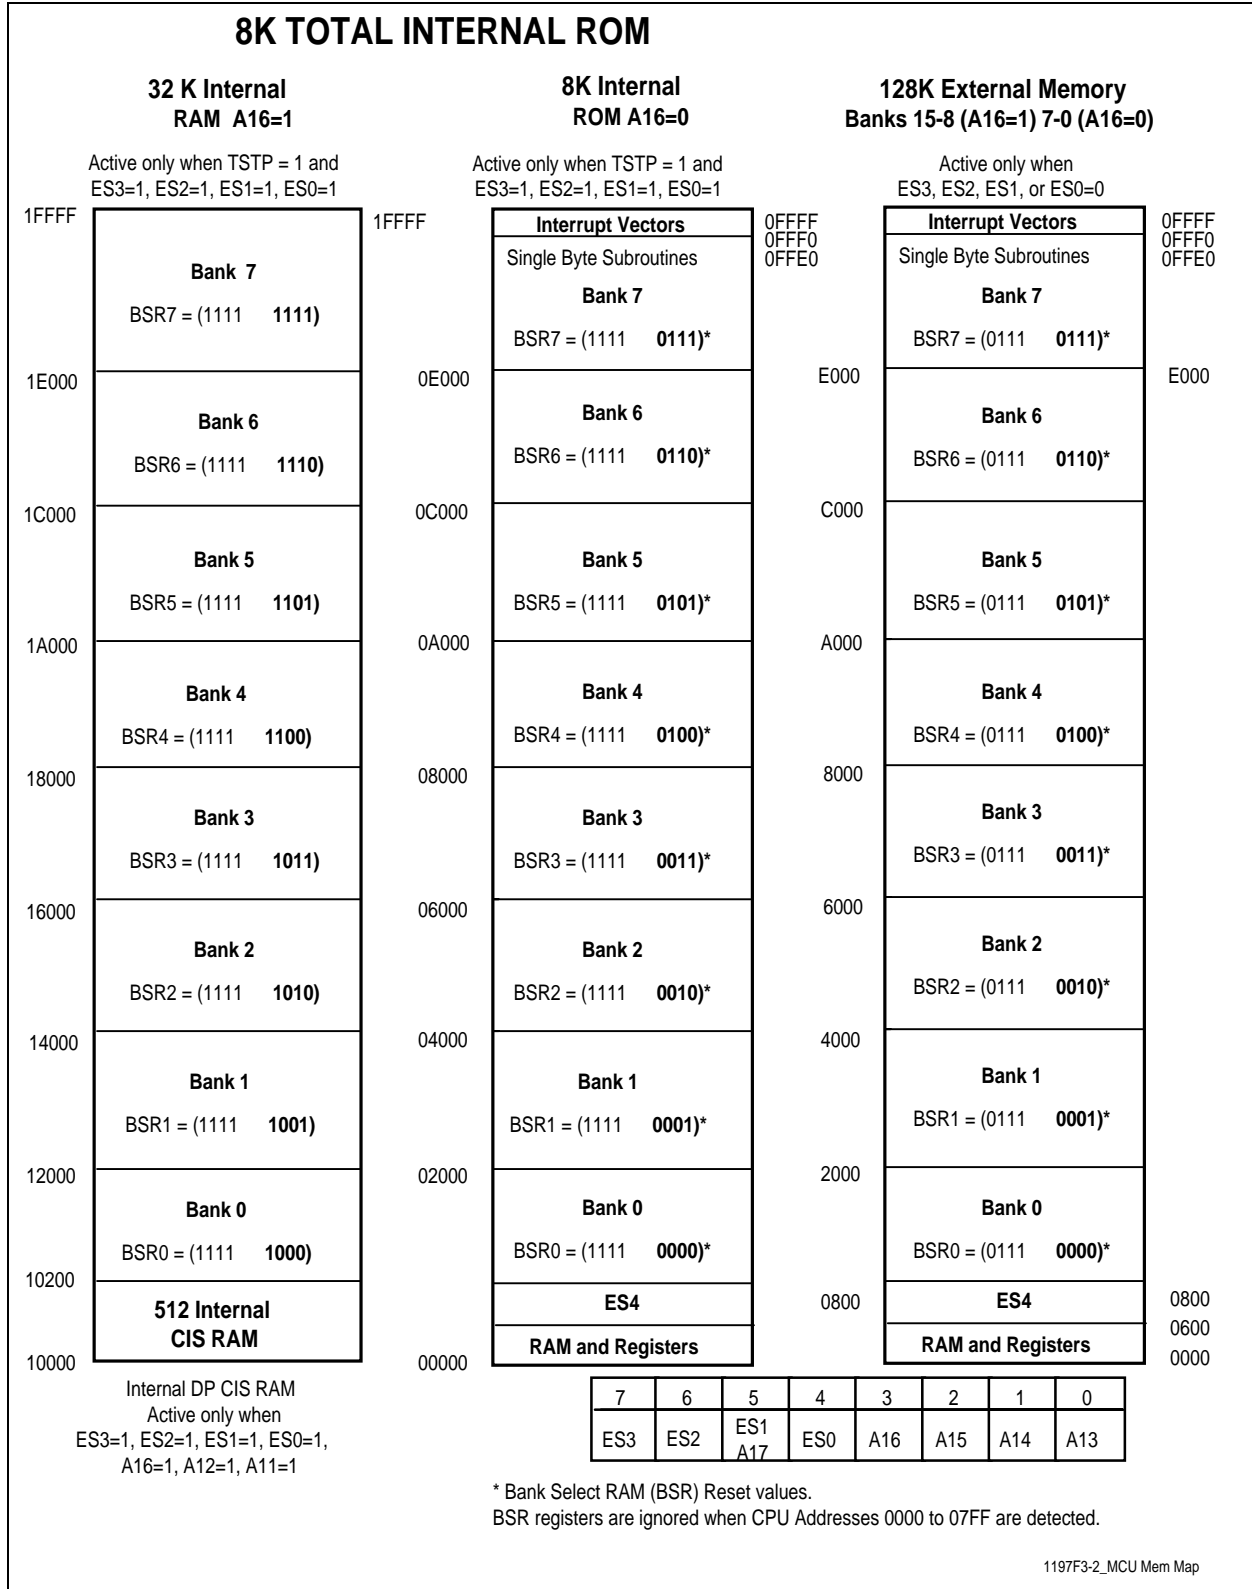 8K TOTAL INTERNAL ROM
32 K Internal
RAM A16=1
Active only when TSTP = 1 and
ES3=1, ES2=1, ES1=1, ES0=1
1FFFF
1FFFF
Bank 7
BSR7 = (1111 1111)
1E000
Bank 6
BSR6 = (1111 1110)
1C000
Bank 5
BSR5 = (1111 1101)
1A000
Bank 4
BSR4 = (1111 1100)
18000
Bank 3
BSR3 = (1111 1011)
16000
Bank 2
BSR2 = (1111 1010)
14000
Bank 1
BSR1 = (1111 1001)
12000
Bank 0
BSR0 = (1111 1000)
10200
512 Internal
CIS RAM
10000
Internal DP CIS RAM
Active only when
ES3=1, ES2=1, ES1=1, ES0=1,
A16=1, A12=1, A11=1
8K Internal
ROM A16=0
Active only when TSTP = 1 and
ES3=1, ES2=1, ES1=1, ES0=1
Interrupt Vectors
0FFFF
0FFF0
Single Byte Subroutines
0FFE0
Bank 7
BSR7 = (1111 0111)*
0E000
Bank 6
BSR6 = (1111 0110)*
0C000
Bank 5
BSR5 = (1111 0101)*
0A000
Bank 4
BSR4 = (1111 0100)*
08000
Bank 3
BSR3 = (1111 0011)*
06000
Bank 2
BSR2 = (1111 0010)*
04000
Bank 1
BSR1 = (1111 0001)*
02000
Bank 0
BSR0 = (1111 0000)*
ES4
RAM and Registers
00000
128K External Memory
Banks 15-8 (A16=1) 7-0 (A16=0)
Active only when
ES3, ES2, ES1, or ES0=0
Interrupt Vectors
0FFFF
0FFF0
Single Byte Subroutines
0FFE0
Bank 7
BSR7 = (0111 0111)*
E000
E000
Bank 6
BSR6 = (0111 0110)*
C000
Bank 5
BSR5 = (0111 0101)*
A000
Bank 4
BSR4 = (0111 0100)*
8000
Bank 3
BSR3 = (0111 0011)*
6000
Bank 2
BSR2 = (0111 0010)*
4000
Bank 1
BSR1 = (0111 0001)*
2000
Bank 0
BSR0 = (0111 0000)*
0800
ES4
0800
0600
RAM and Registers
0000
7 6 5 4 3 2 1 0
ES3 ES2 ES1 A17 ES0 A16 A15 A14 A13
* Bank Select RAM (BSR) Reset values.
BSR registers are ignored when CPU Addresses 0000 to 07FF are detected.
1197F3-2_MCU Mem Map